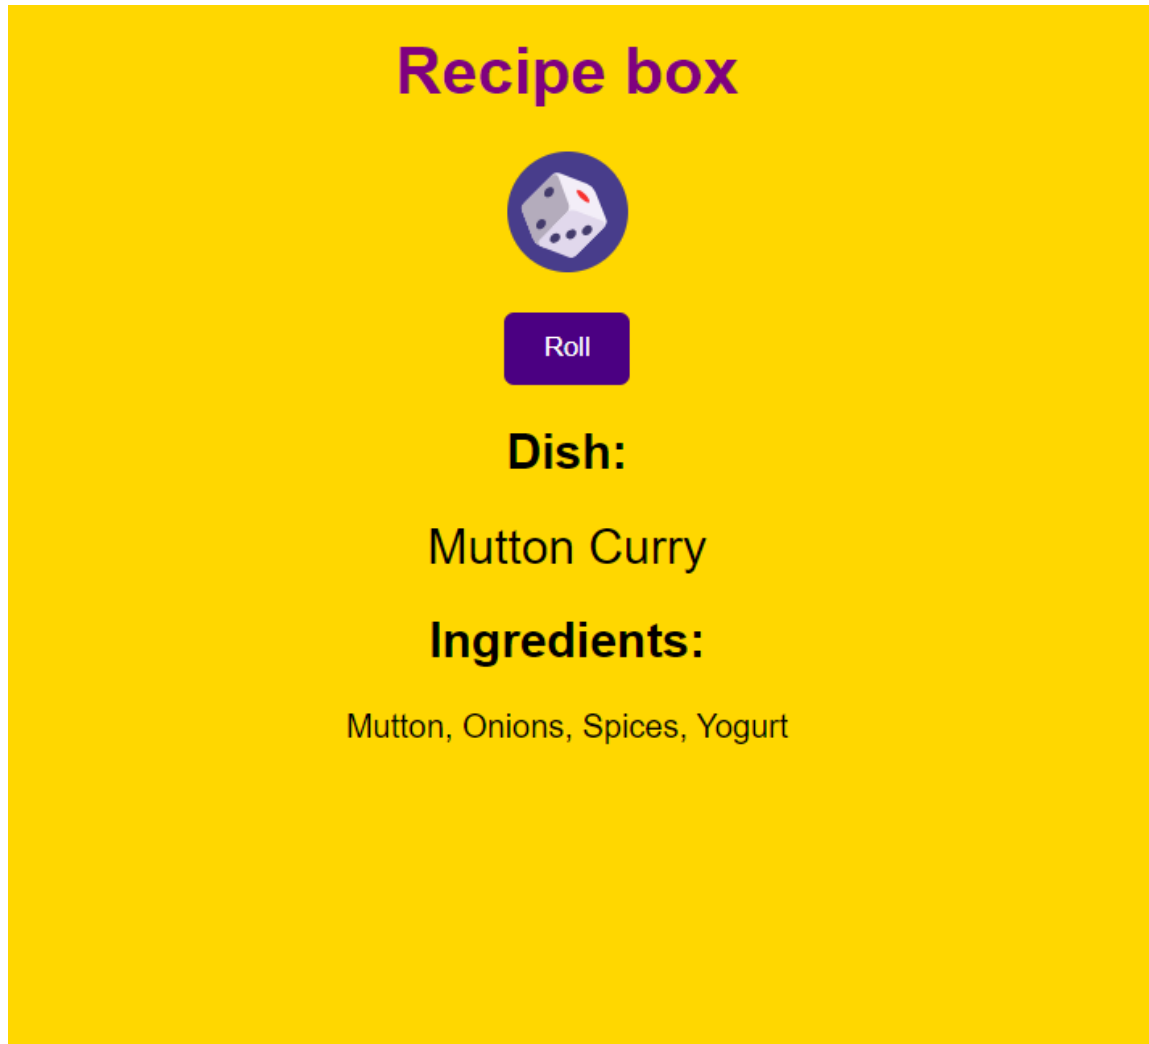 Recipe box
Roll
Dish:
Mutton Curry
Ingredients:
Mutton, Onions, Spices, Yogurt